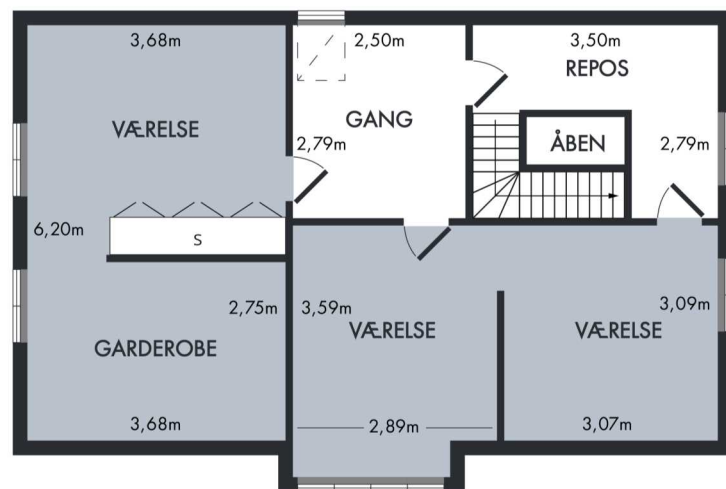 3,68m
2,50m
3,50m
REPOS
VÆRELSE
GANG
2,79m
ÅBEN
2,79m
6,20m
S
2,75m
3,59m
3,09m
GARDEROBE
VÆRELSE
VÆRELSE
3,68m
2,89m
3,07m